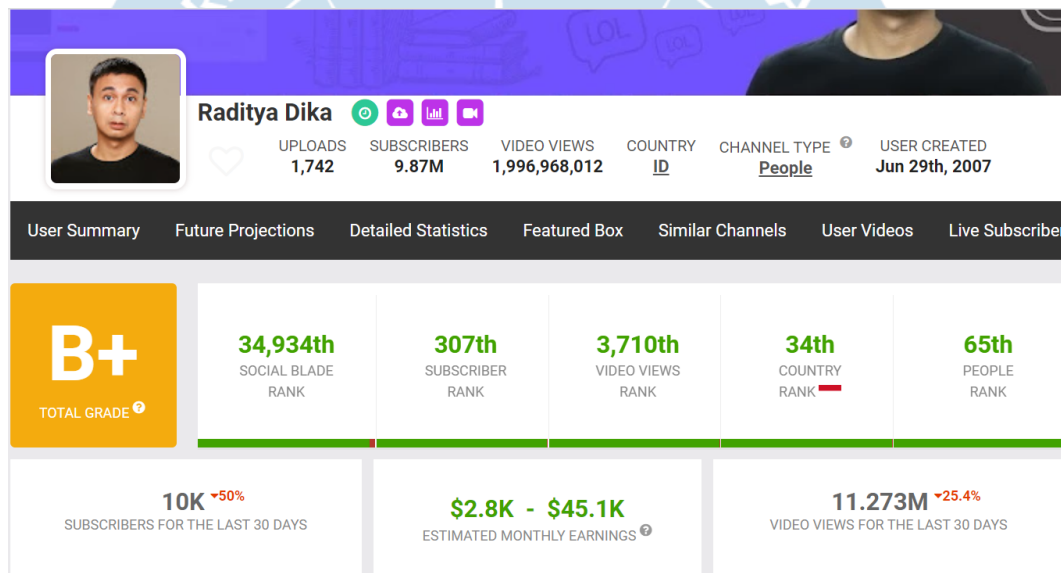 LOL
LOL
Raditya Dika
UPLOADS SUBSCRIBERS VIDEO VIEWS COUNTRY CHANNEL TYPE ? USER CREATED
1,742 9.87M 1,996,968,012 ID People Jun 29th, 2007
User Summary Future Projections Detailed Statistics Featured Box Similar Channels User Videos Live Subscriber
B+
TOTAL GRADE ?
34,934th 307th 3,710th 34th 65th
SOCIAL BLADE SUBSCRIBER VIDEO VIEWS COUNTRY PEOPLE
RANK RANK RANK RANK RANK
10K 50%
SUBSCRIBERS FOR THE LAST 30 DAYS
$2.8K - $45.1K
ESTIMATED MONTHLY EARNINGS ?
11.273M 25.4%
VIDEO VIEWS FOR THE LAST 30 DAYS